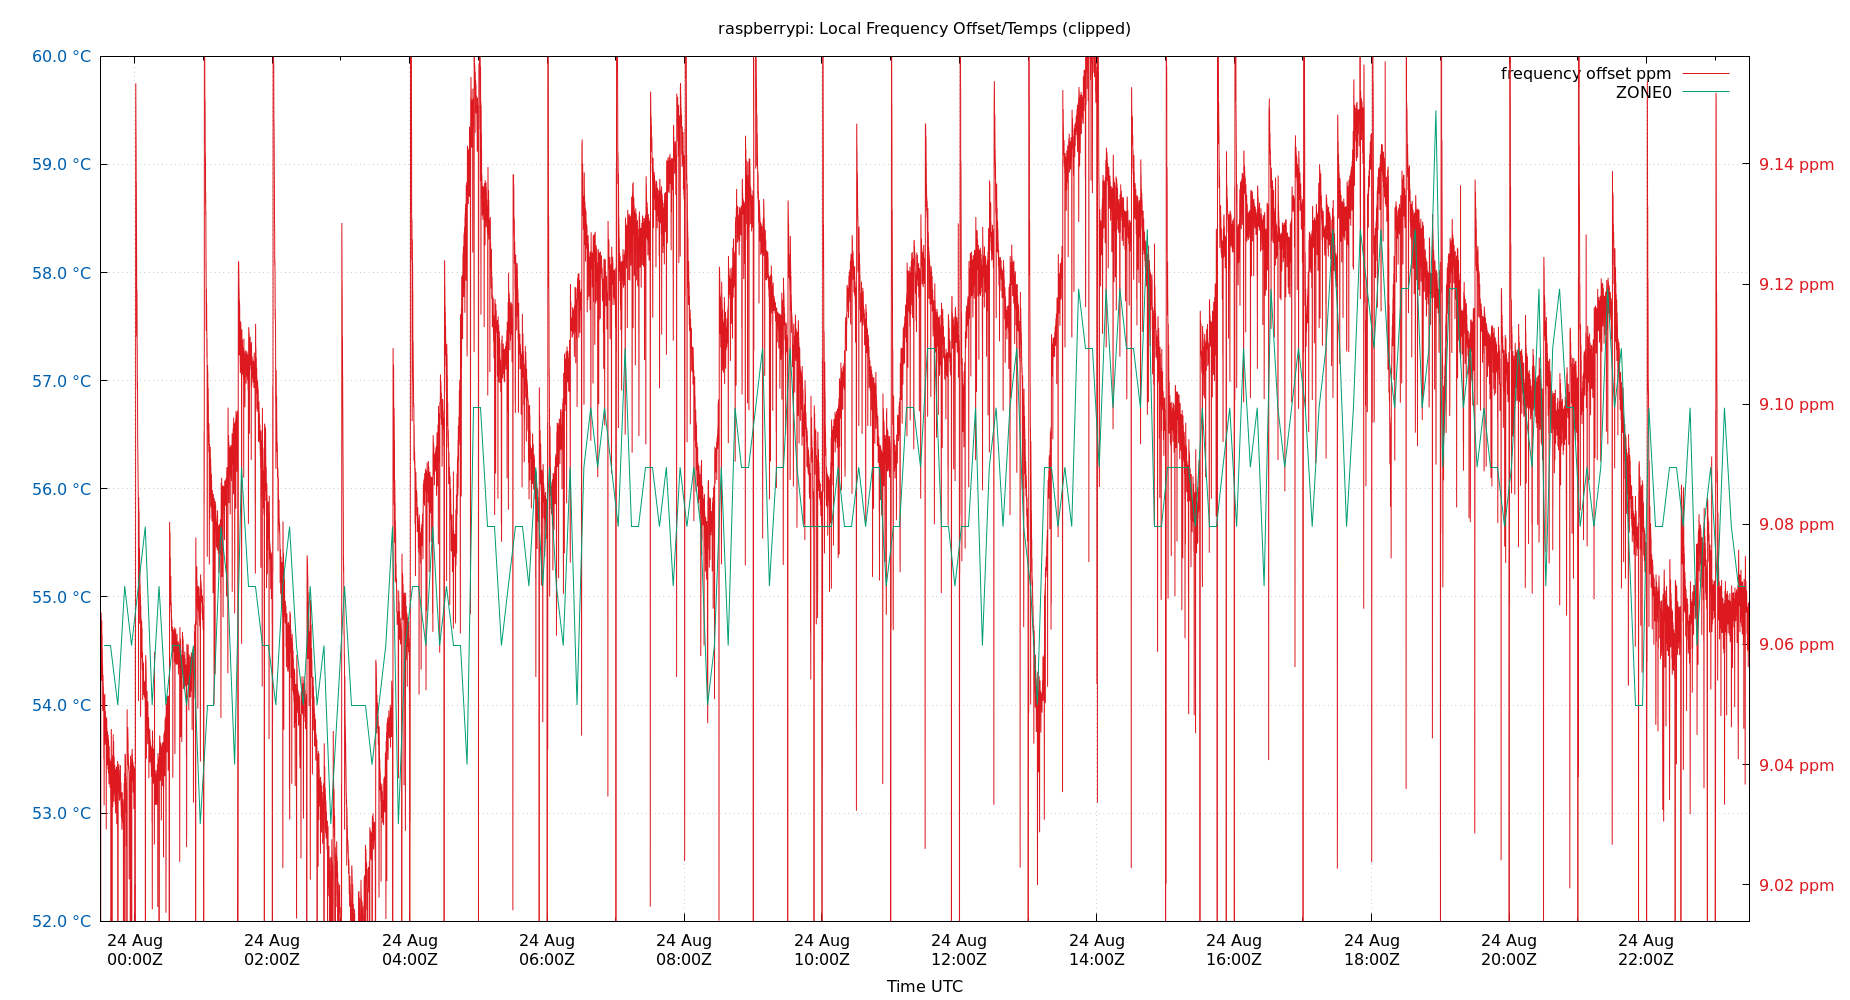 raspberrypi: Local Frequency Offset/Temps (clipped)
frequency offset ppm
ZONE0
60.0 °C
59.0 °C
58.0 °C
57.0 °C
56.0 °C
55.0 °C
54.0 °C
53.0 °C
52.0 °C
9.14 ppm
9.12 ppm
9.10 ppm
9.08 ppm
9.06 ppm
9.04 ppm
9.02 ppm
24 Aug 24 Aug 24 Aug 24 Aug 24 Aug 24 Aug 24 Aug 24 Aug 24 Aug 24 Aug 24 Aug 24 Aug
00:00Z 02:00Z 04:00Z 06:00Z 08:00Z 10:00Z 12:00Z 14:00Z 16:00Z 18:00Z 20:00Z 22:00Z
Time UTC